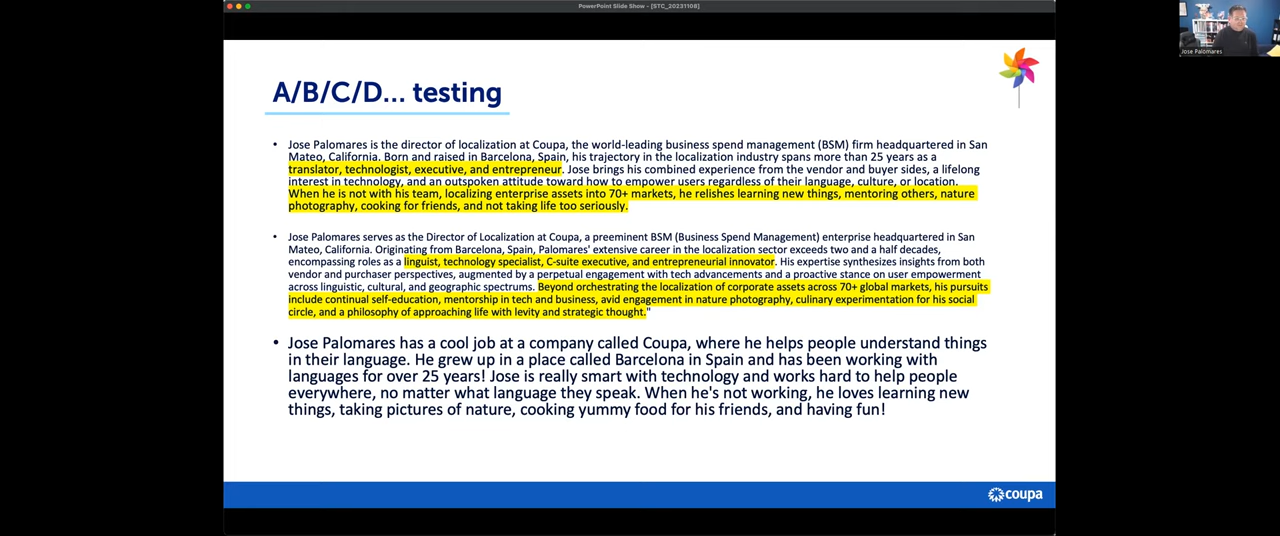 PowerPoint Slide Show - [STC_20231108]
Jose Palomares
A/B/C/D... testing
• Jose Palomares is the director of localization at Coupa, the world-leading business spend management (BSM) firm headquartered in San
Mateo, California. Born and raised in Barcelona, Spain, his trajectory in the localization industry spans more than 25 years as a
translator, technologist, executive, and entrepreneur. Jose brings his combined experience from the vendor and buyer sides, a lifelong
interest in technology, and an outspoken attitude toward how to empower users regardless of their language, culture, or location.
When he is not with his team, localizing enterprise assets into 70+ markets, he relishes learning new things, mentoring others, nature
photography, cooking for friends, and not taking life too seriously.
• Jose Palomares serves as the Director of Localization at Coupa, a preeminent BSM (Business Spend Management) enterprise headquartered in San
Mateo, California. Originating from Barcelona, Spain, Palomares' extensive career in the localization sector exceeds two and a half decades,
encompassing roles as a linguist, technology specialist, C-suite executive, and entrepreneurial innovator. His expertise synthesizes insights from both
vendor and purchaser perspectives, augmented by a perpetual engagement with tech advancements and a proactive stance on user empowerment
across linguistic, cultural, and geographic spectrums. Beyond orchestrating the localization of corporate assets across 70+ global markets, his pursuits
include continual self-education, mentorship in tech and business, avid engagement in nature photography, culinary experimentation for his social
circle, and a philosophy of approaching life with levity and strategic thought."
• Jose Palomares has a cool job at a company called Coupa, where he helps people understand things
in their language. He grew up in a place called Barcelona in Spain and has been working with
languages for over 25 years! Jose is really smart with technology and works hard to help people
everywhere, no matter what language they speak. When he's not working, he loves learning new
things, taking pictures of nature, cooking yummy food for his friends, and having fun!
coupa